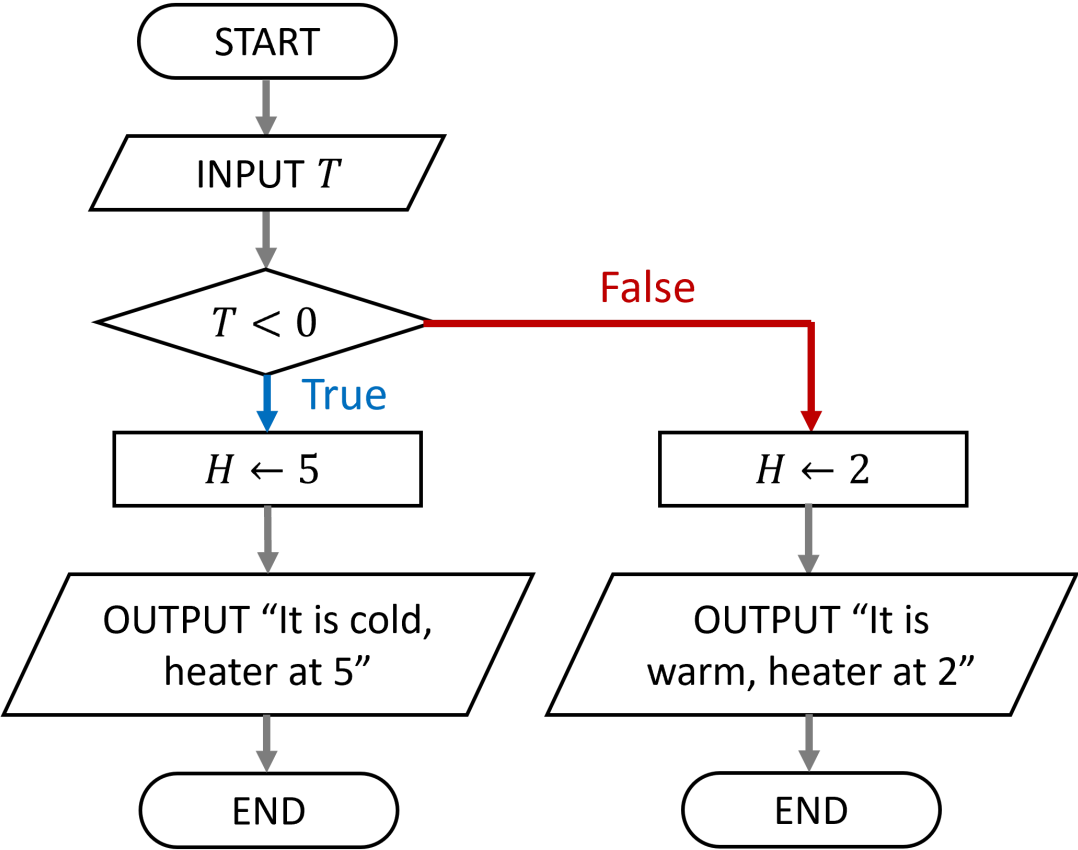 START
INPUT T
T < 0
False
True
H ← 5
H ← 2
OUTPUT “It is cold,
heater at 5”
OUTPUT “It is
warm, heater at 2”
END
END